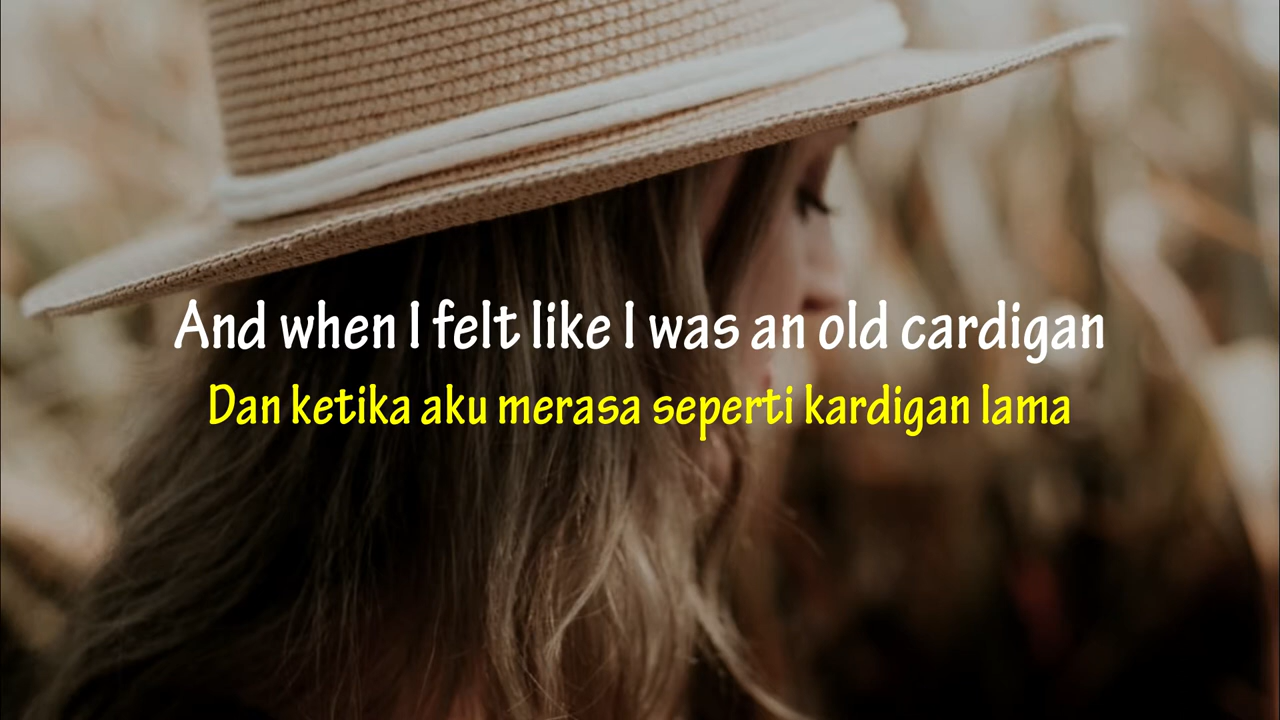 And when I felt like I was an old cardigan
Dan ketika aku merasa seperti kardigan lama